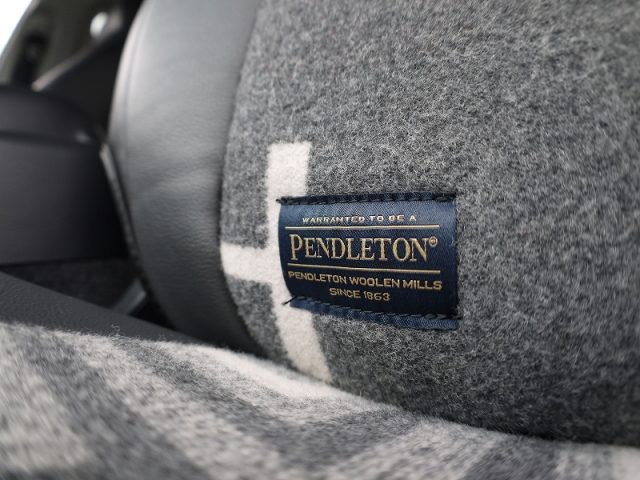 WARRANTED TO BE A
PENDLETON®
PENDLETON WOOLEN MILLS
SINCE 1863